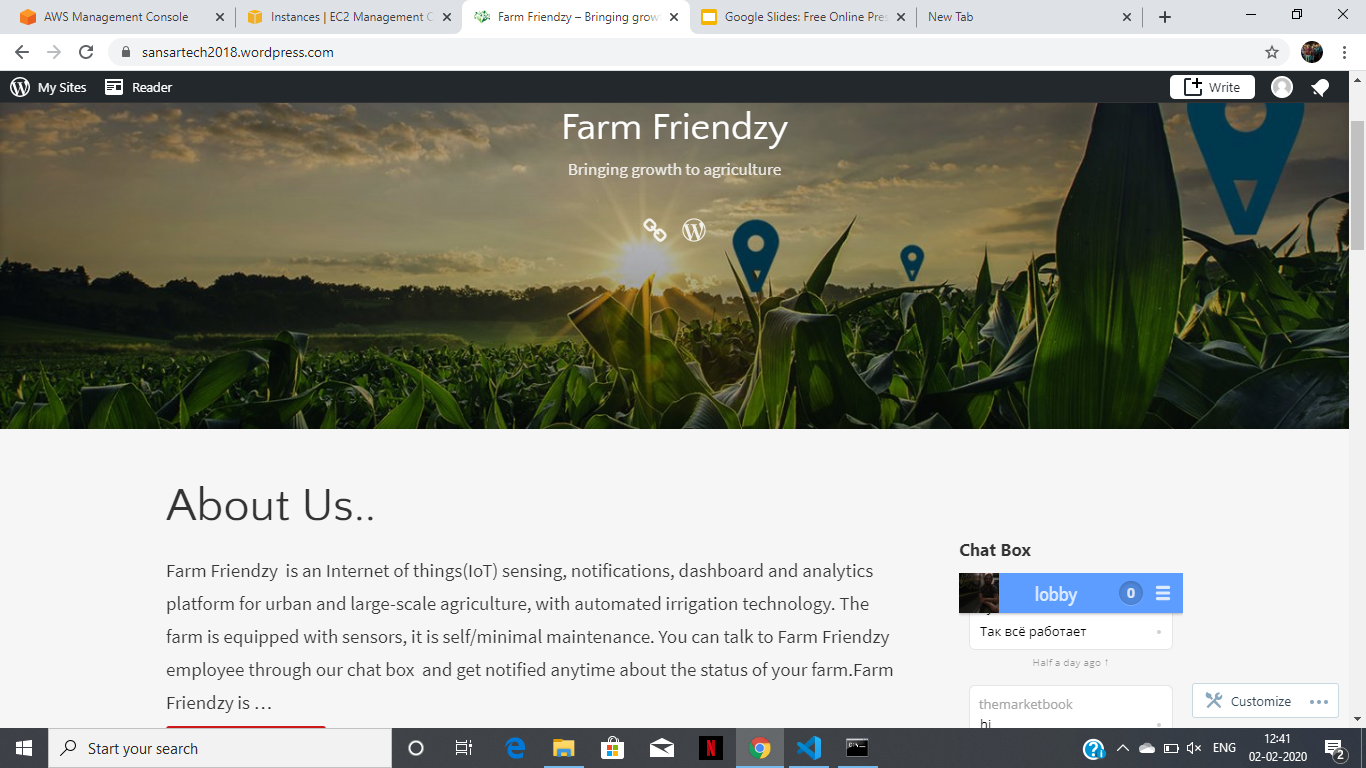 AWS Management Console
Instances | EC2 Management C
Farm Friendzy – Bringing grow
Google Slides: Free Online Pres
New Tab
sansartech2018.wordpress.com
My Sites
Reader
Write
Farm Friendzy
Bringing growth to agriculture
About Us..
Farm Friendzy is an Internet of things(IoT) sensing, notifications, dashboard and analytics
platform for urban and large-scale agriculture, with automated irrigation technology. The
farm is equipped with sensors, it is self/minimal maintenance. You can talk to Farm Friendzy
employee through our chat box and get notified anytime about the status of your farm.Farm
Friendzy is …
Chat Box
lobby
0
Так всё работает
Half a day ago ↑
themarketbook
hi
Customize
Start your search
ENG
12:41
02-02-2020
2